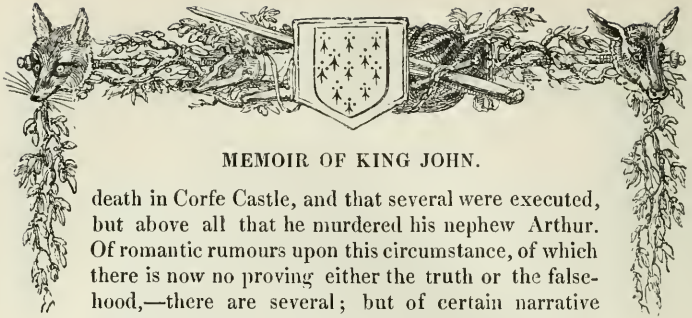 MEMOIR OF KING JOHN.
death in Corfe Castle, and that several were executed,
but above all that he murdered his nephew Arthur.
Of romantic rumours upon this circumstance, of which
there is now no proving either the truth or the false-
hood,—there are several; but of certain narrative